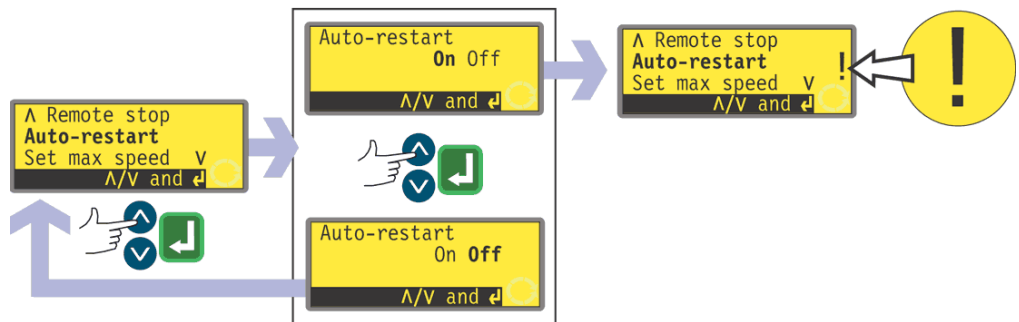 Λ Remote stop
Auto-restart
Set max speed V
Λ/V and ↲
Auto-restart
On Off
Λ/V and ↲
Auto-restart
On Off
Λ/V and ↲
Λ Remote stop
Auto-restart !
Set max speed V
Λ/V and ↲
!